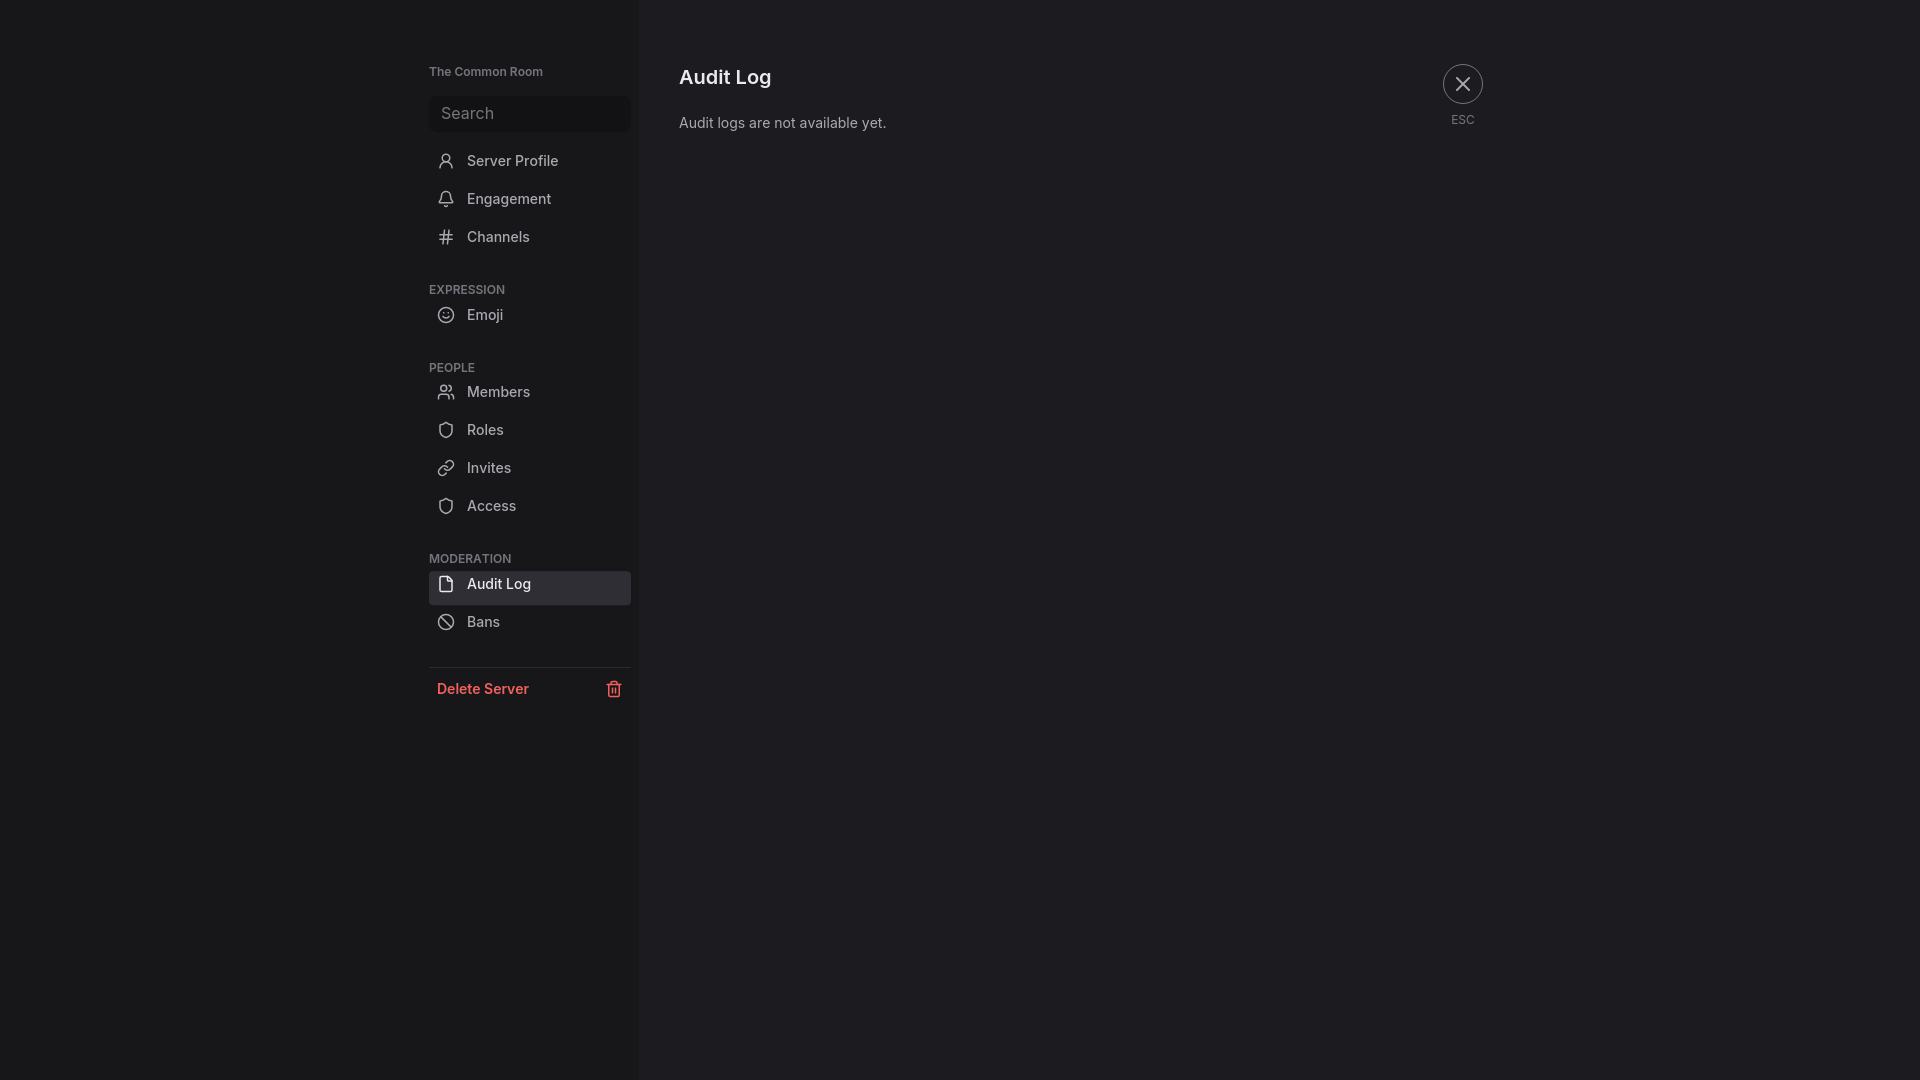 The Common Room
Search
Server Profile
Engagement
Channels
EXPRESSION
Emoji
PEOPLE
Members
Roles
Invites
Access
MODERATION
Audit Log
Bans
Delete Server
Audit Log
Audit logs are not available yet.
ESC